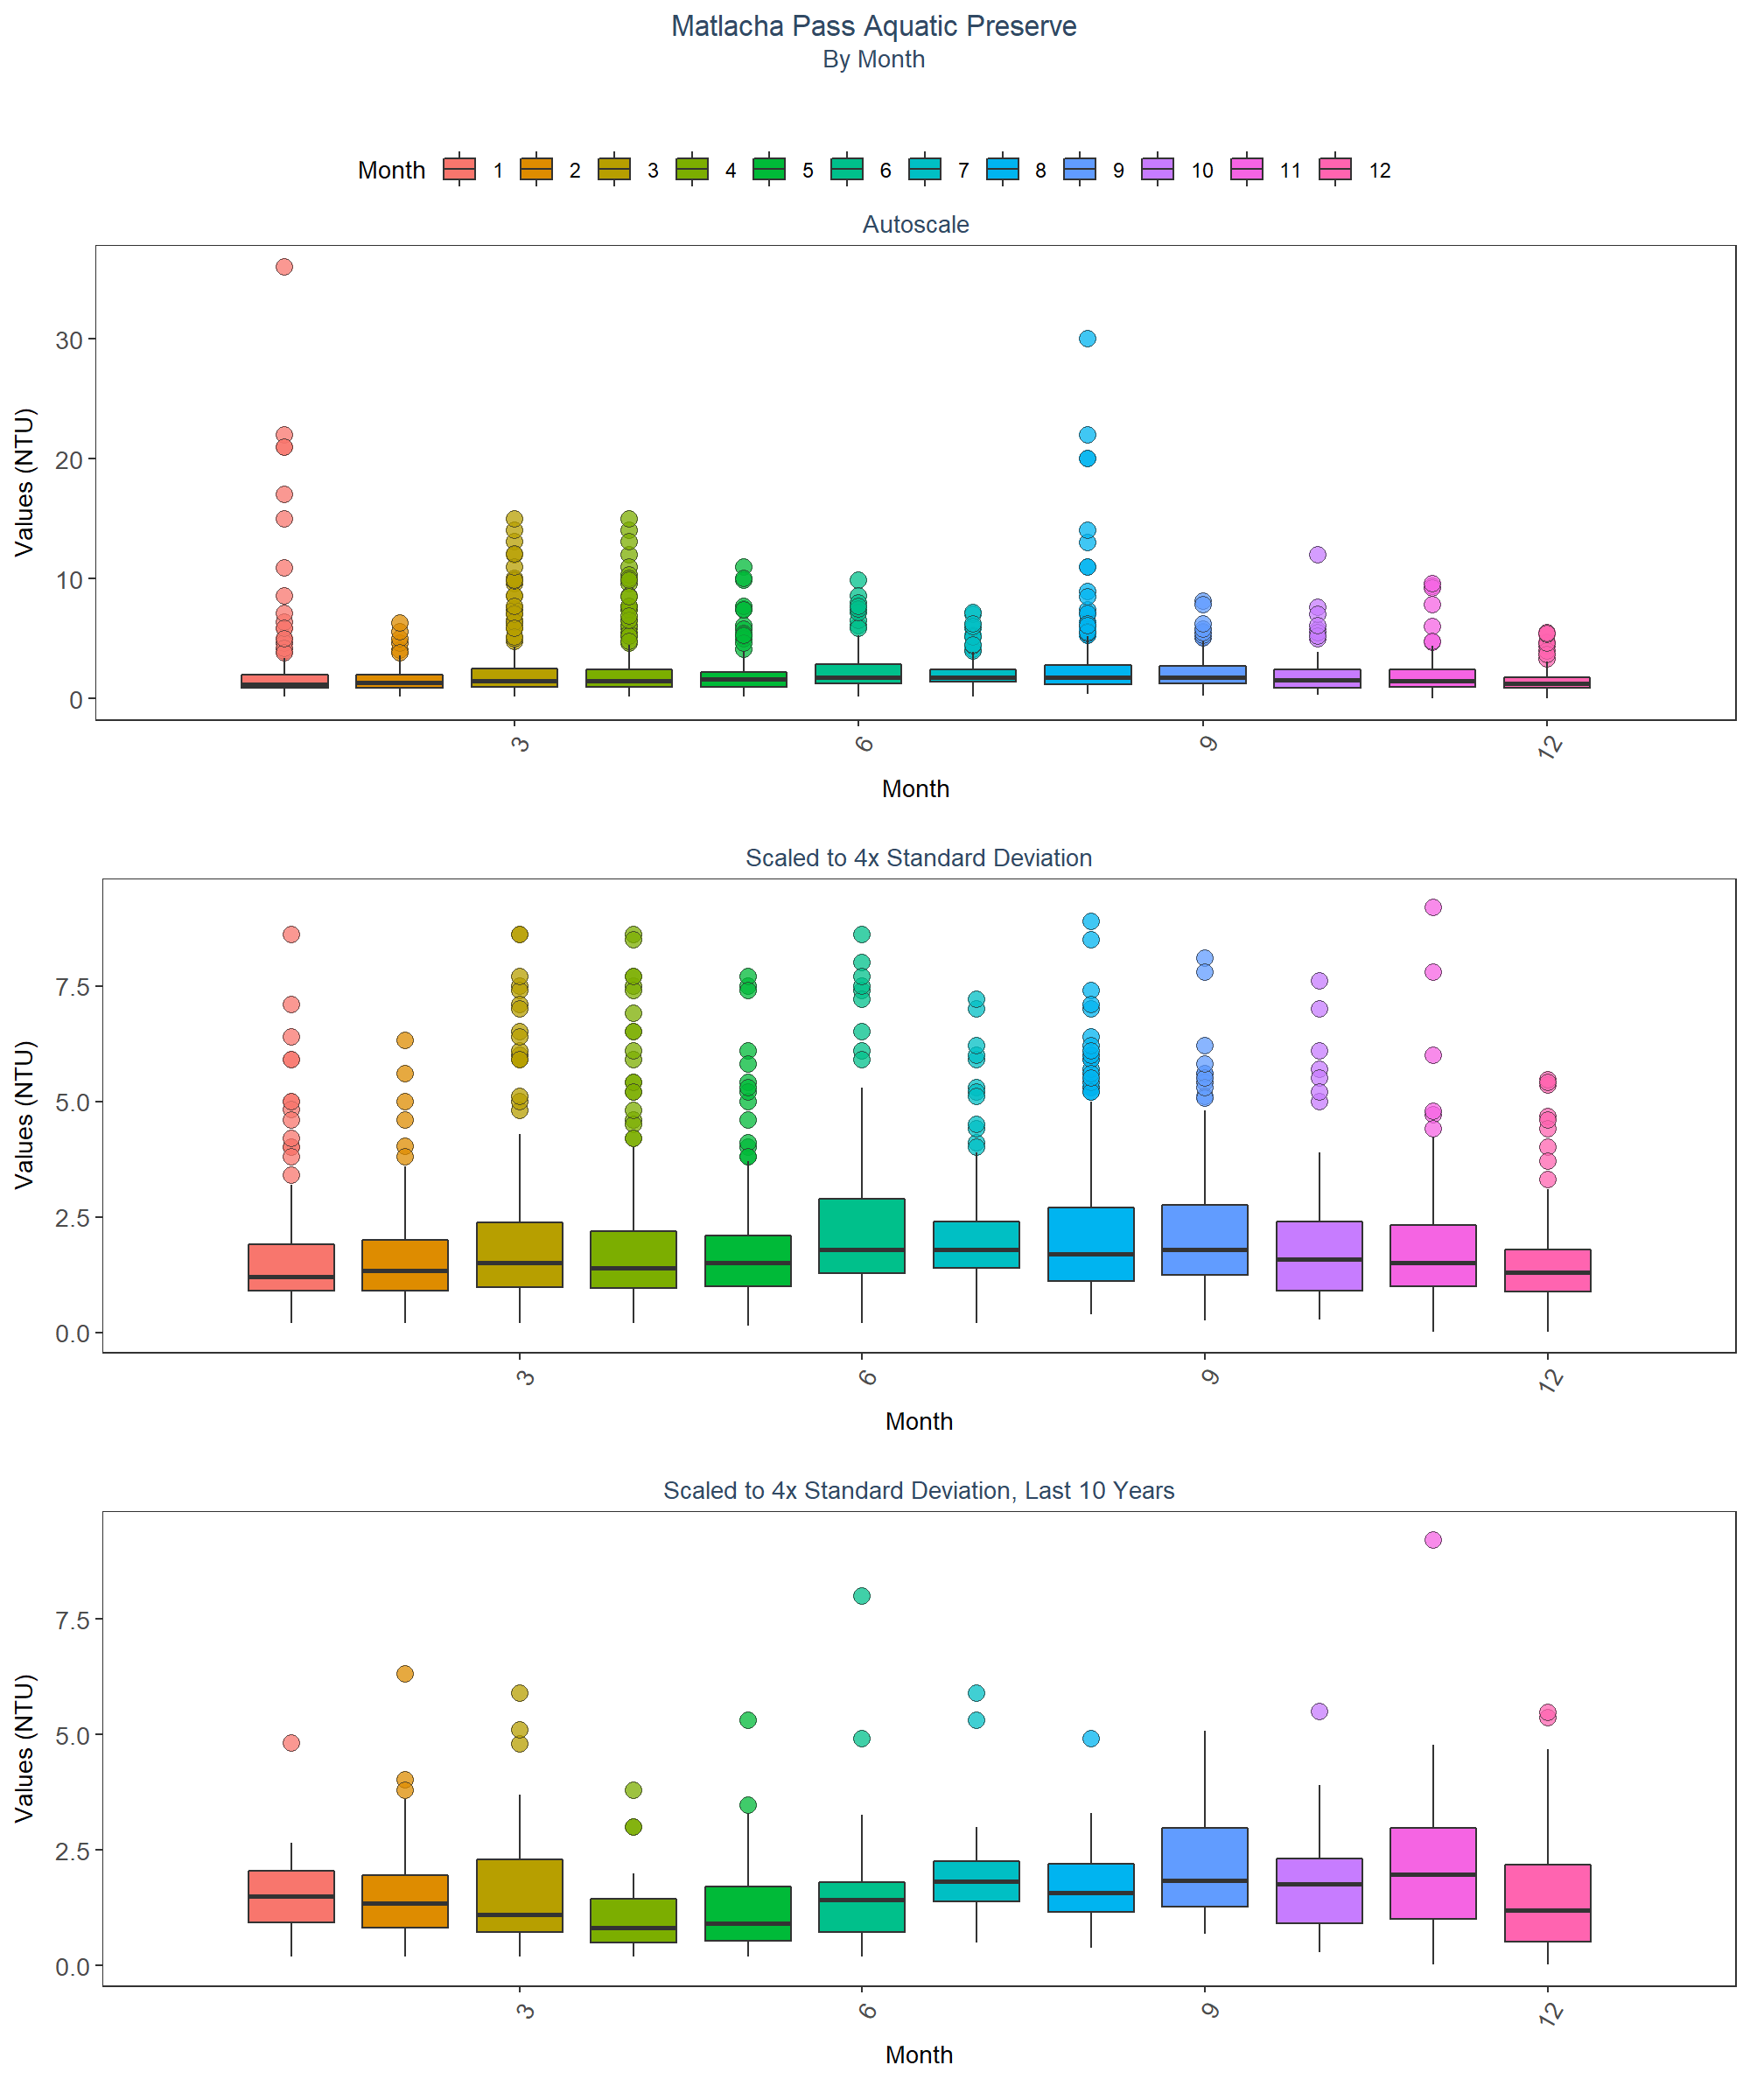 Matlacha Pass Aquatic Preserve
By Month
Month 1 2 3 4 5 6 7 8 9 10 11 12
Autoscale
Values (NTU)
30
20
10
0
3 6 9 12
Month
Scaled to 4x Standard Deviation
Values (NTU)
7.5
5.0
2.5
0.0
3 6 9 12
Month
Scaled to 4x Standard Deviation, Last 10 Years
Values (NTU)
7.5
5.0
2.5
0.0
3 6 9 12
Month